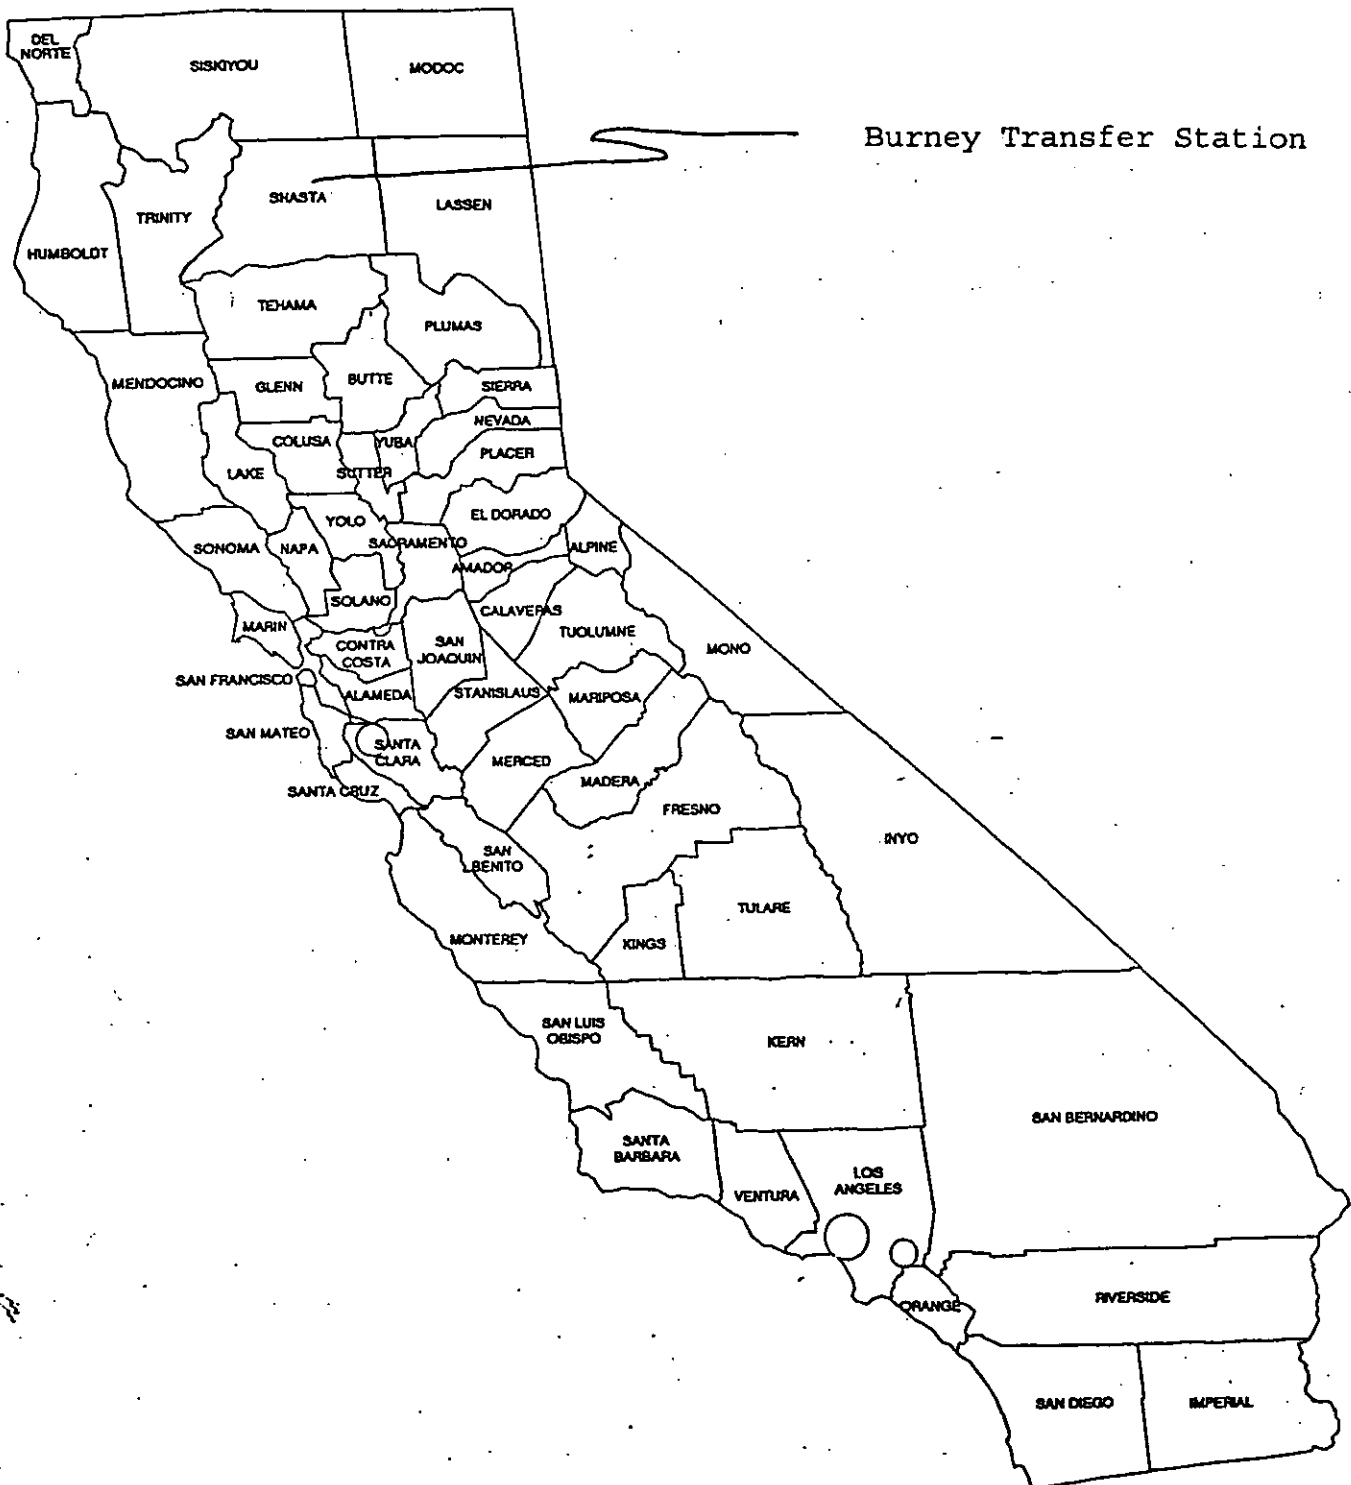 DEL
NORTE
SISKIYOU
MODOC
Burney Transfer Station
SHASTA
LASSEN
TRINITY
HUMBOLDT
TEHAMA
PLUMAS
MENDOCINO
GLENN
BUTTE
SIERRA
NEVADA
COLUSA
YUBA
PLACER
LAKE
SUTTER
EL DORADO
YOLO
SONOMA
NAPA
SACRAMENTO
ALPINE
AMADOR
SOLANO
CALAVERAS
MARIN
TUOLUMNE
CONTRA
COSTA
SAN
JOAQUIN
MONO
SAN FRANCISCO
ALAMEDA
STANISLAUS
MARIPOSA
SAN MATEO
SANTA
CLARA
MERCED
MADERA
SANTA CRUZ
FRESNO
INYO
SAN
BENITO
TULARE
MONTEREY
KINGS
SAN LUIS
OBISPO
KERN
SAN BERNARDINO
SANTA
BARBARA
LOS
ANGELES
VENTURA
RIVERSIDE
ORANGE
SAN DIEGO
IMPERIAL